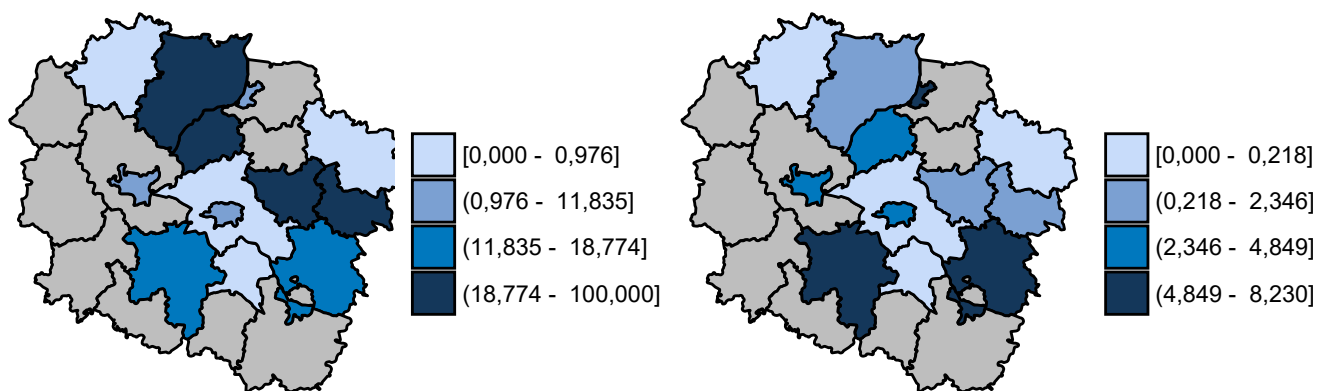 [0,000 - 0,976]
(0,976 - 11,835]
(11,835 - 18,774]
(18,774 - 100,000]
[0,000 - 0,218]
(0,218 - 2,346]
(2,346 - 4,849]
(4,849 - 8,230]